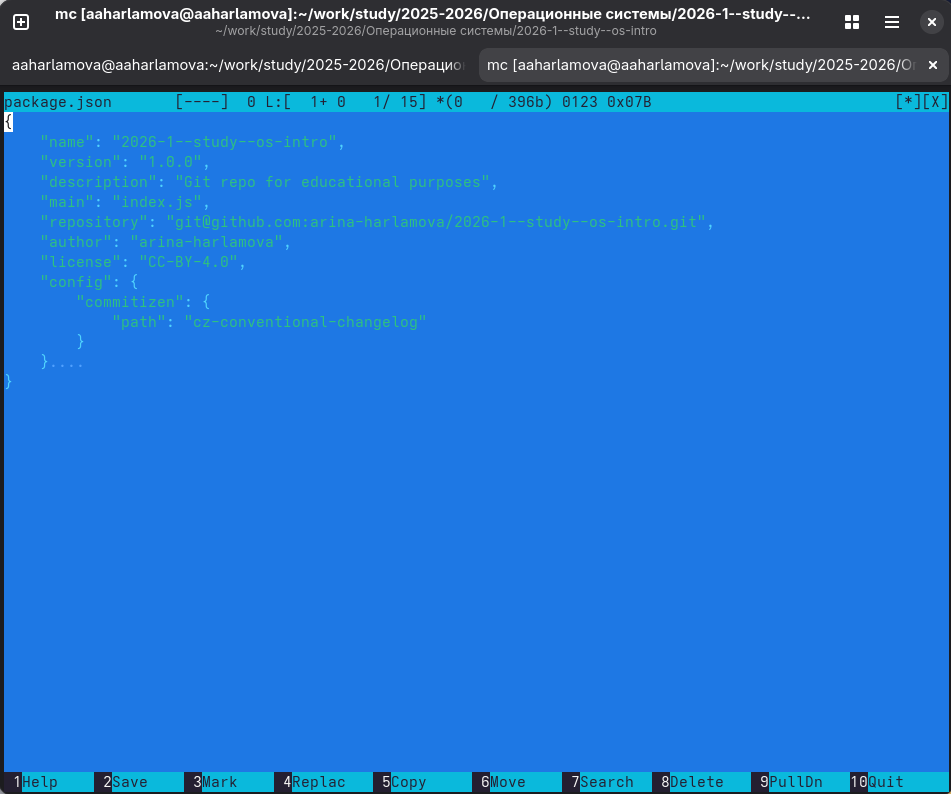 mc [aaharlamova@aaharlamova]:~/work/study/2025-2026/Операционные системы/2026-1--study--...
~/work/study/2025-2026/Операционные системы/2026-1--study--os-intro
aaharlamova@aaharlamova:~/work/study/2025-2026/Операцио
mc [aaharlamova@aaharlamova]:~/work/study/2025-2026/О
package.json       [----]  0 L:[  1+ 0   1/ 15] *(0   / 396b) 0123 0x07B                           [*][X]
{
    "name": "2026-1--study--os-intro",
    "version": "1.0.0",
    "description": "Git repo for educational purposes",
    "main": "index.js",
    "repository": "git@github.com:arina-harlamova/2026-1--study--os-intro.git",
    "author": "arina-harlamova",
    "license": "CC-BY-4.0",
    "config": {
        "commitizen": {
            "path": "cz-conventional-changelog"
        }
    }....
}
1Help 2Save 3Mark 4Replac 5Copy 6Move 7Search 8Delete 9PullDn 10Quit